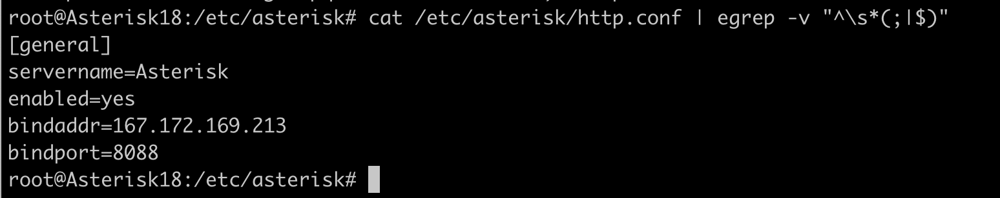 root@Asterisk18:/etc/asterisk# cat /etc/asterisk/http.conf | egrep -v "^\s*(;|$)"
[general]
servername=Asterisk
enabled=yes
bindaddr=167.172.169.213
bindport=8088
root@Asterisk18:/etc/asterisk#